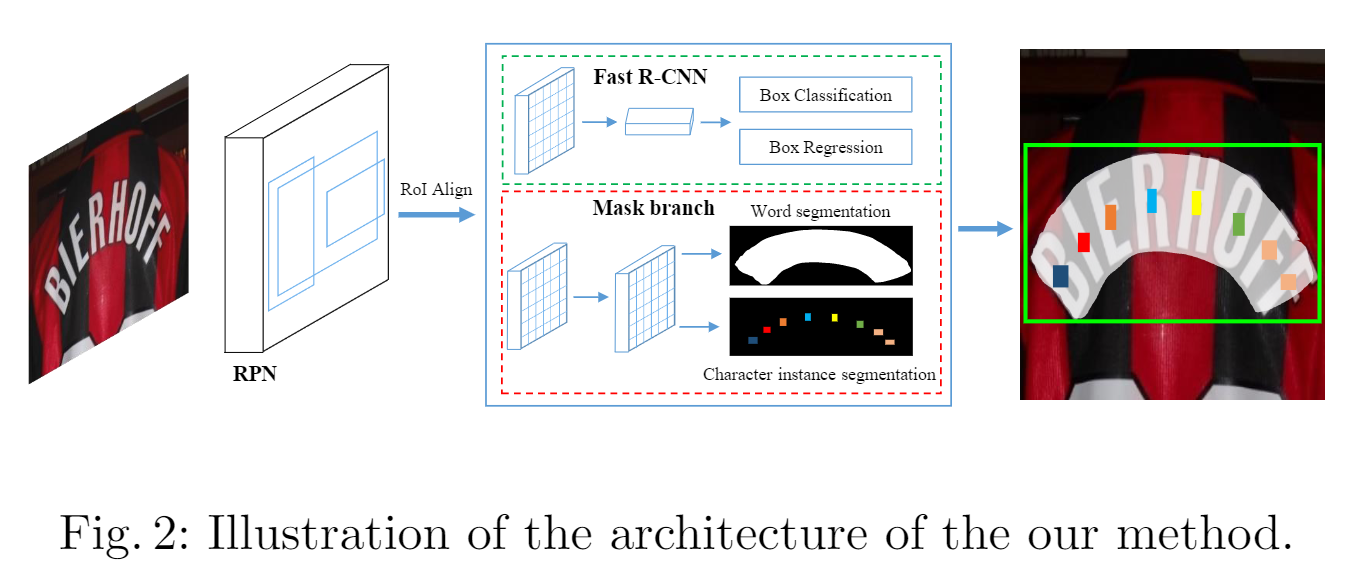 BIERHOFF
RPN
RoI Align
Fast R-CNN
Box Classification
Box Regression
Mask branch
Word segmentation
Character instance segmentation
BIERHOFF
Fig. 2: Illustration of the architecture of the our method.